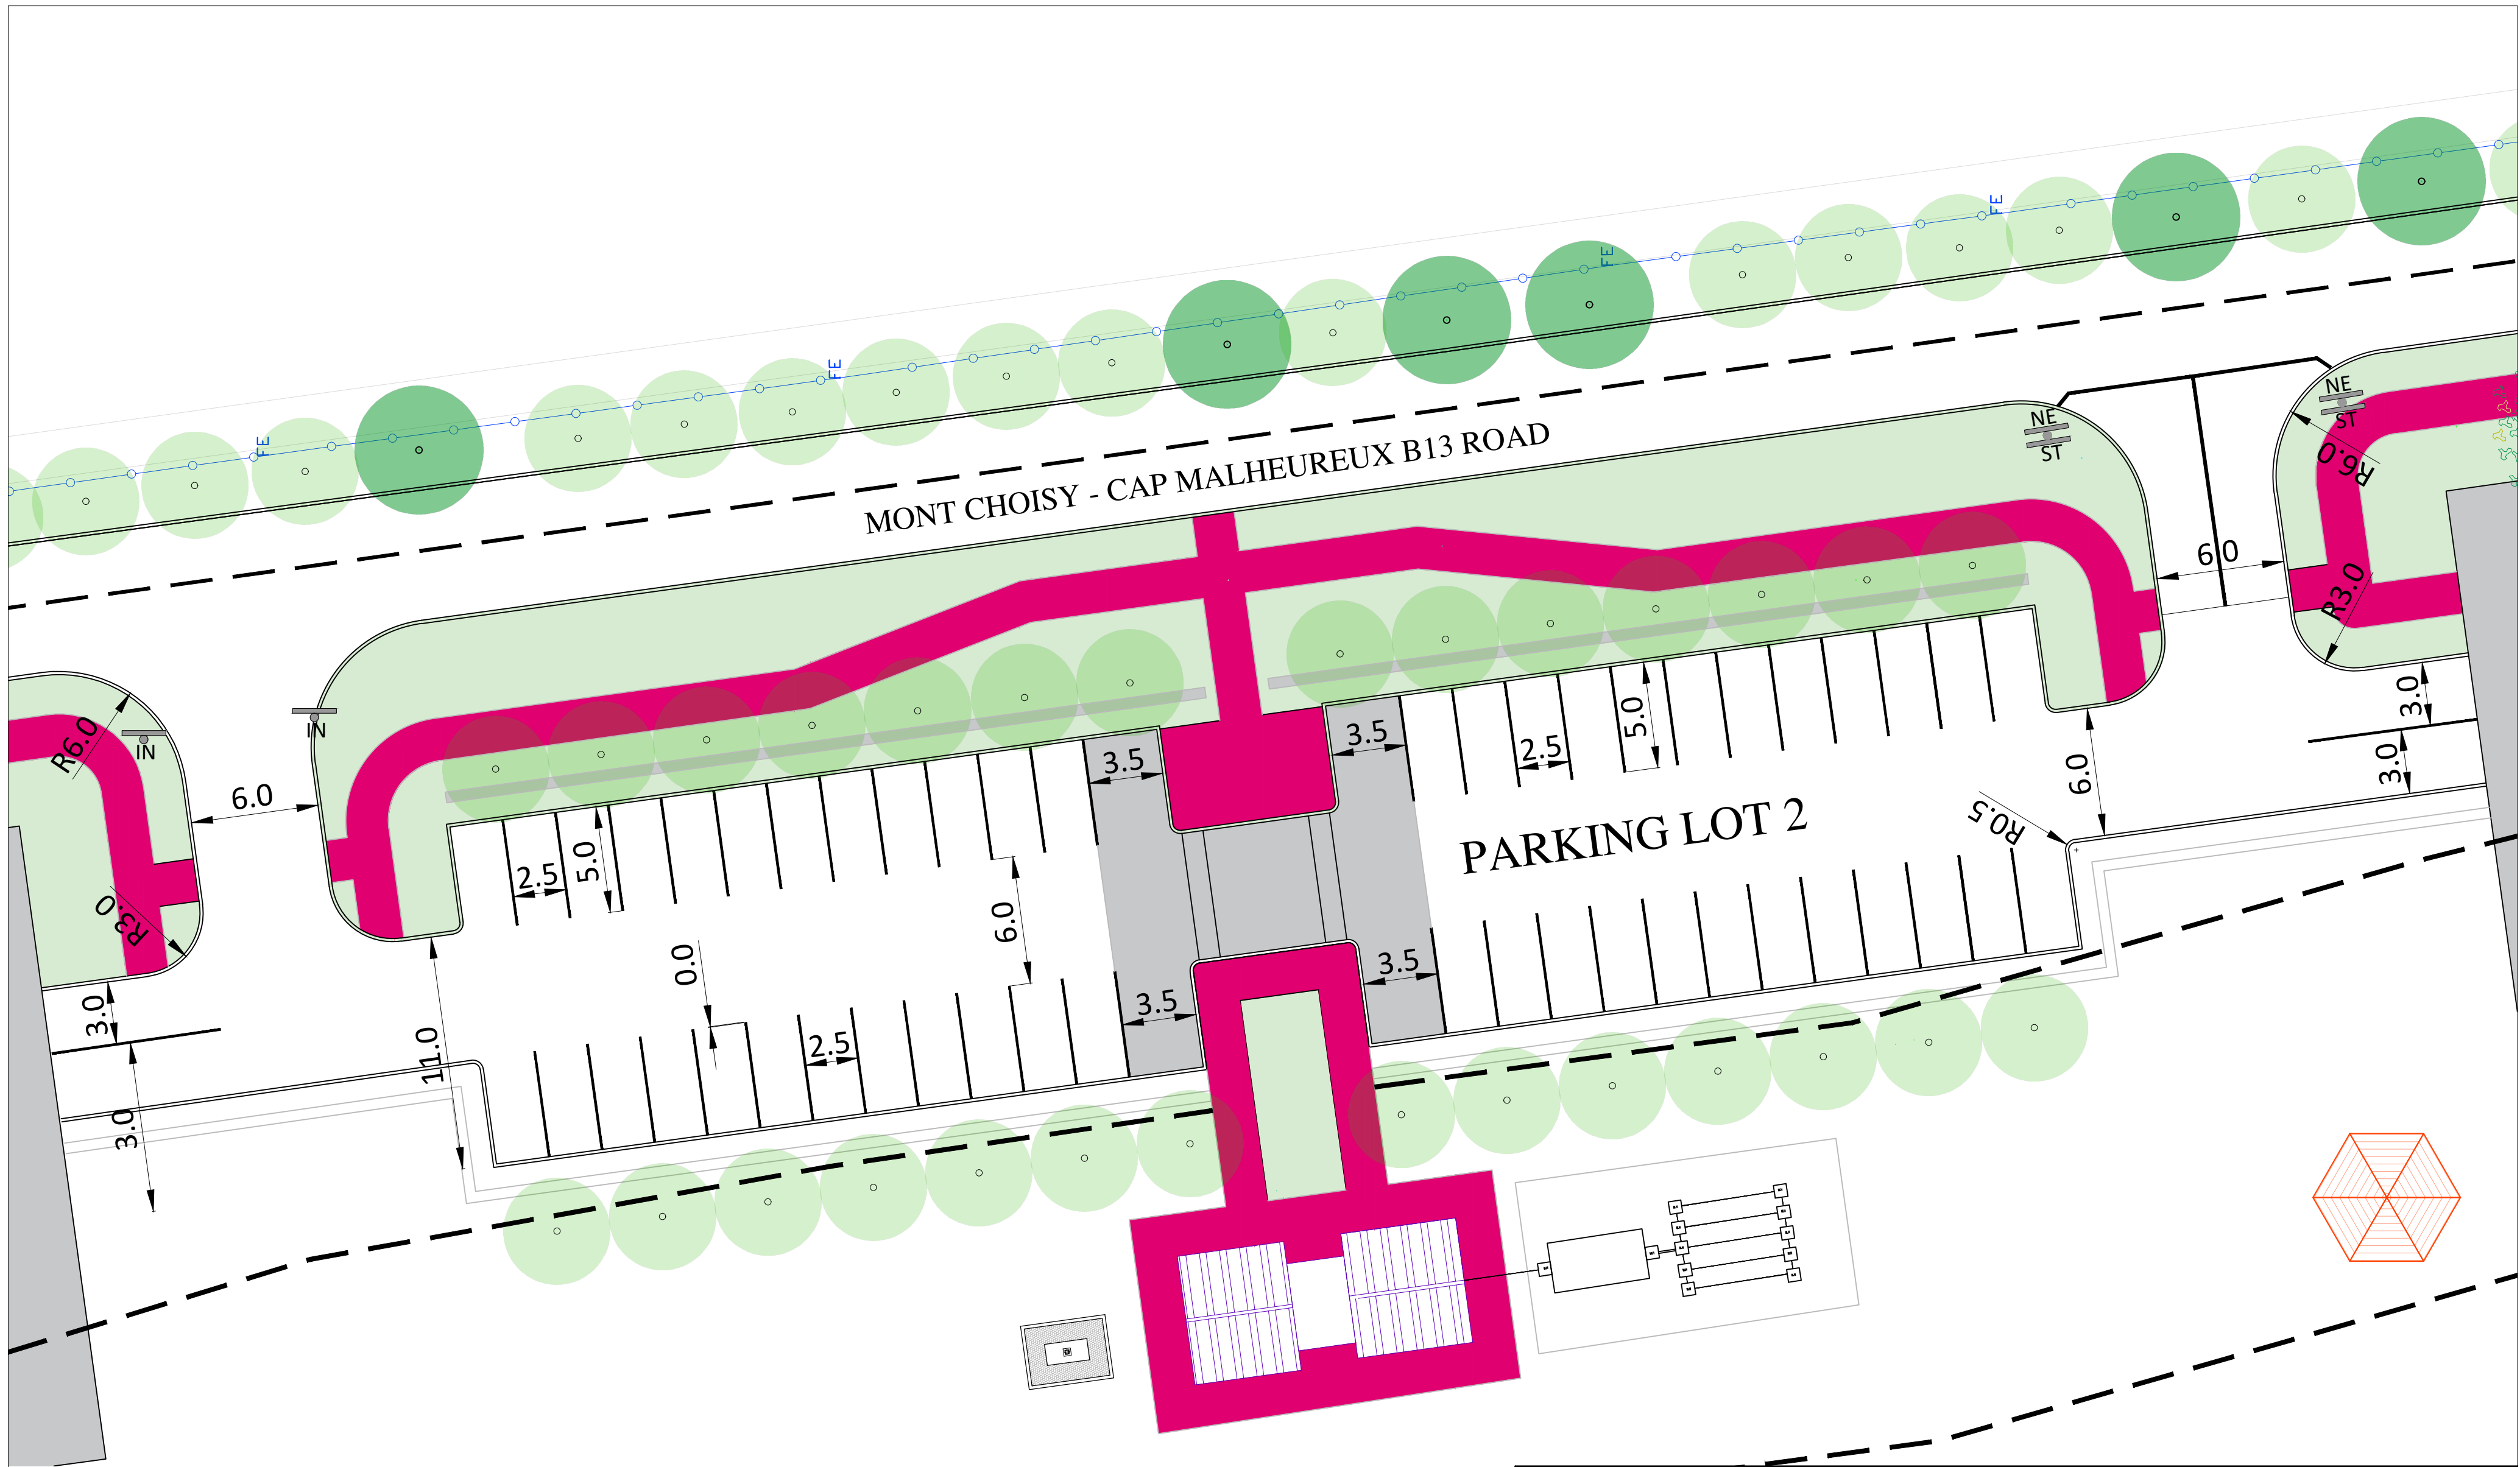 FE
FE
FE
FE
MONT CHOISY - CAP MALHEUREUX B13 ROAD
NE
ST
NE
ST
R6.0
6.0
R3.0
IN
IN
R6.0
6.0
R3.0
3.0
3.0
3.5
3.5
2.5
5.0
6.0
3.0
3.0
R0.5
PARKING LOT 2
2.5
5.0
6.0
0.0
3.5
3.5
2.5
11.0